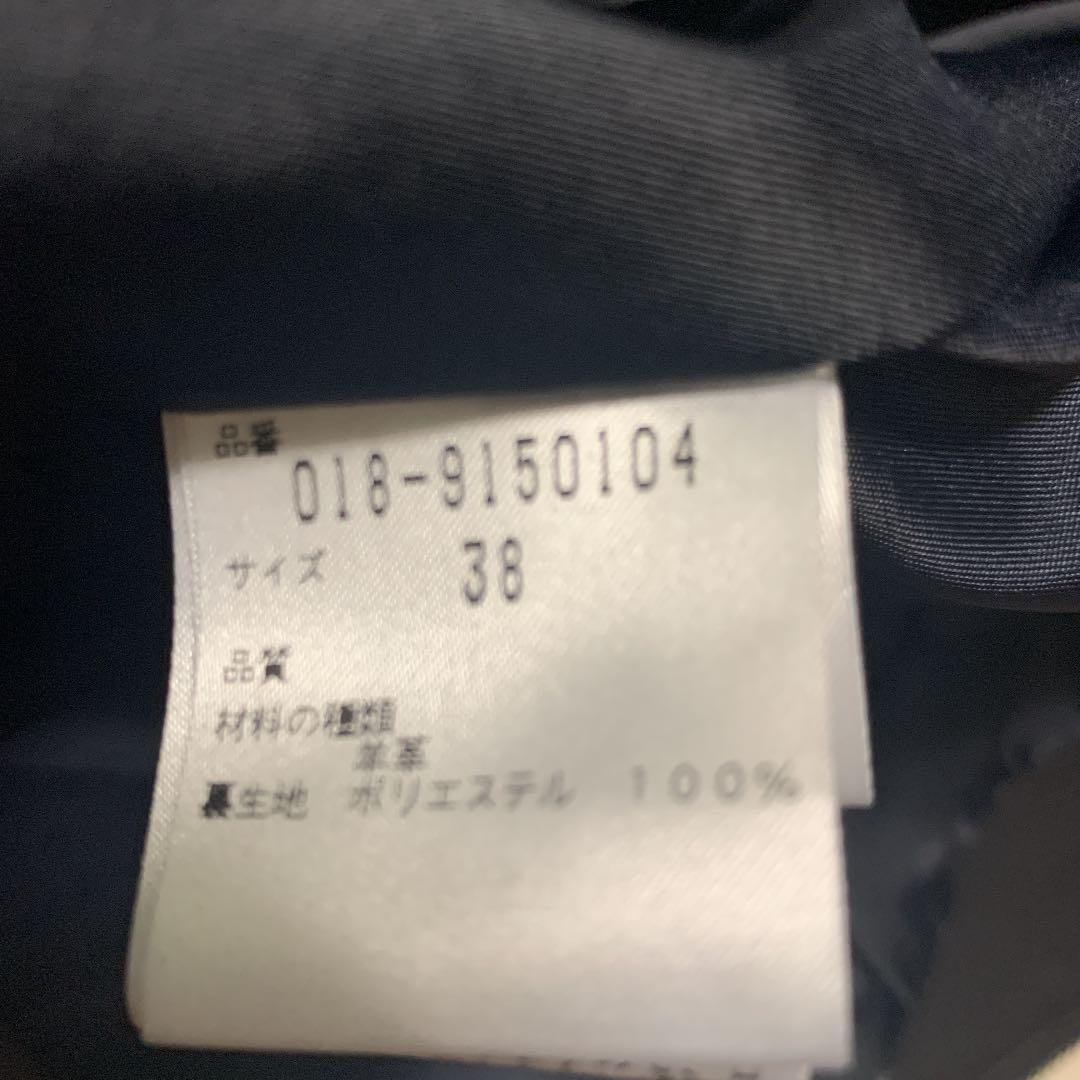 品番
018-9150104
サイズ 38
品質
材料の種類
羊革
裏生地 ポリエステル 100%